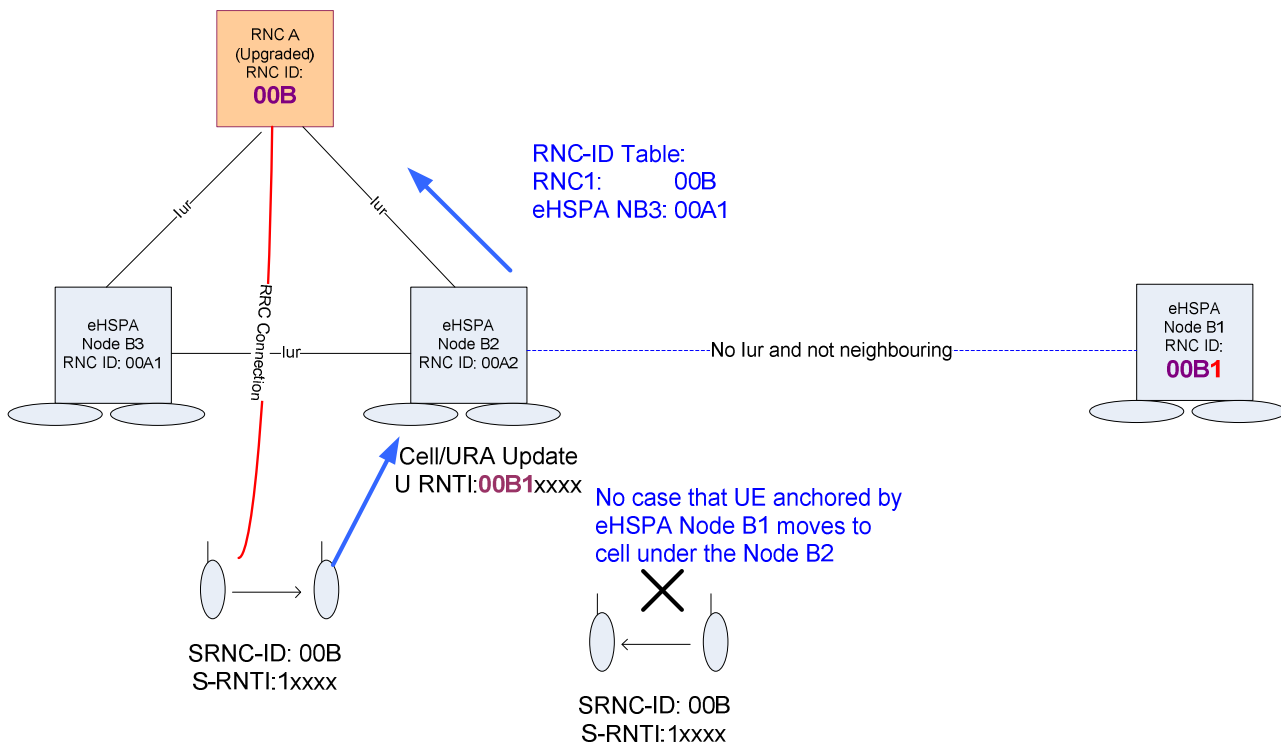 RNC A
(Upgraded)
RNC ID:
00B
RNC-ID Table:
RNC1: 00B
eHSPA NB3: 00A1
Iur
Iur
RRC Connection
eHSPA
Node B3
RNC ID: 00A1
Iur
eHSPA
Node B2
RNC ID: 00A2
No Iur and not neighbouring
eHSPA
Node B1
RNC ID:
00B1
Cell/URA Update
U RNTI:00B1xxxx
No case that UE anchored by
eHSPA Node B1 moves to
cell under the Node B2
SRNC-ID: 00B
S-RNTI:1xxxx
SRNC-ID: 00B
S-RNTI:1xxxx